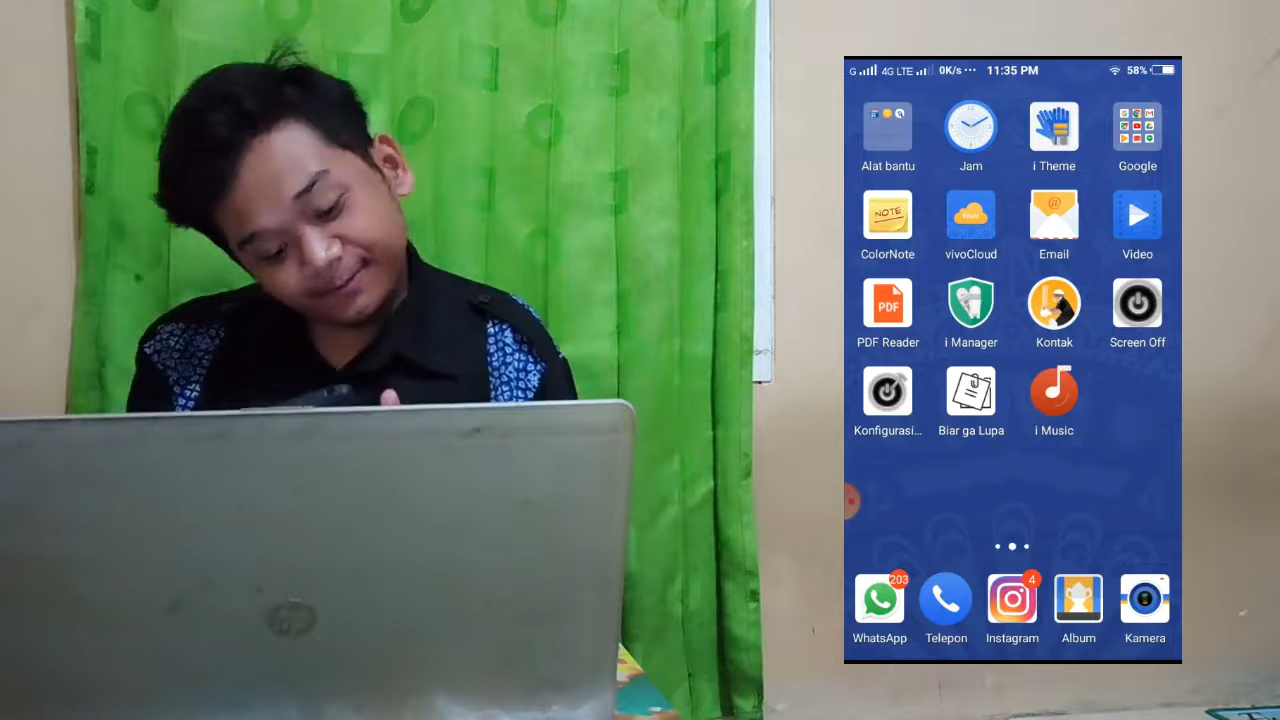 G 4G LTE 0K/s ··· 11:35 PM 58%
Alat bantu Jam i Theme Google
NOTE
ColorNote vivoCloud Email Video
PDF
PDF Reader i Manager Kontak Screen Off
Konfigurasi... Biar ga Lupa i Music
203 4
WhatsApp Telepon Instagram Album Kamera